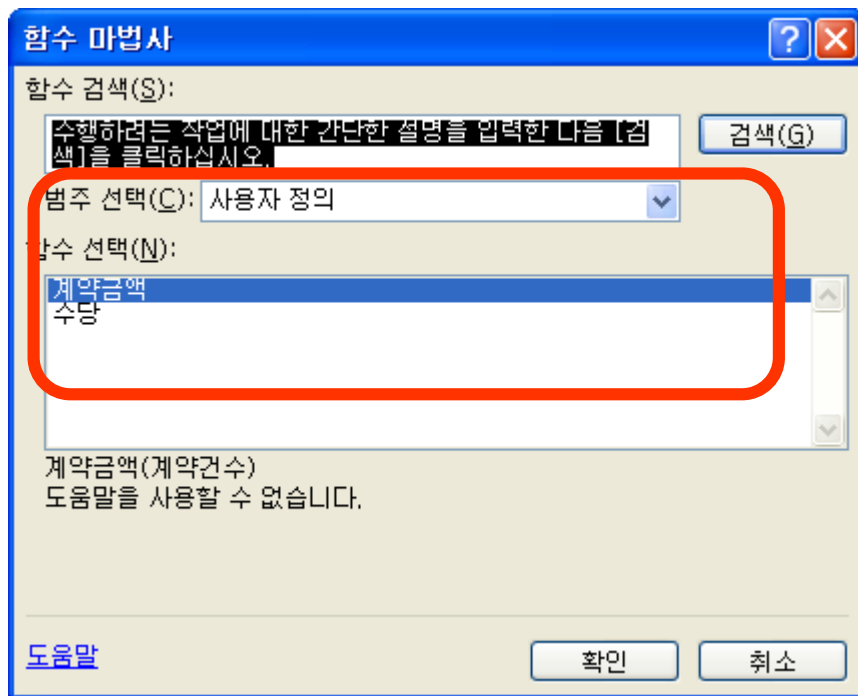 함수 마법사
함수 검색(S):
수행하려는 작업에 대한 간단한 설명을 입력한 다음 [검
색]을 클릭하십시오.
검색(G)
범주 선택(C): 사용자 정의
함수 선택(N):
계약금액
수당
계약금액(계약건수)
도움말을 사용할 수 없습니다.
도움말
확인
취소